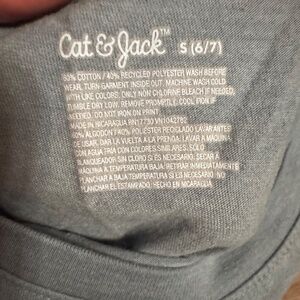 Cat & Jack™ S (6/7)
60% COTTON / 40% RECYCLED POLYESTER WASH BEFORE
WEAR. TURN GARMENT INSIDE OUT. MACHINE WASH COLD
WITH LIKE COLORS. ONLY NON CHLORINE BLEACH IF NEEDED.
TUMBLE DRY LOW. REMOVE PROMPTLY. COOL IRON IF
NEEDED. DO NOT IRON ON PRINT.
MADE IN NICARAGUA RN17730 VN1042790
60% ALGODÓN / 40% POLIÉSTER RECICLADO LAVAR ANTES
DE USAR. DAR LA VUELTA A LA PRENDA. LAVAR A MÁQUINA
CON AGUA FRÍA CON COLORES SIMILARES. SOLO
BLANQUEADOR SIN CLORO SI ES NECESARIO. SECAR A
MÁQUINA A TEMPERATURA BAJA. RETIRAR INMEDIATAMENTE.
PLANCHAR A BAJA TEMPERATURA SI ES NECESARIO. NO
PLANCHAR EL ESTAMPADO. HECHO EN NICARAGUA